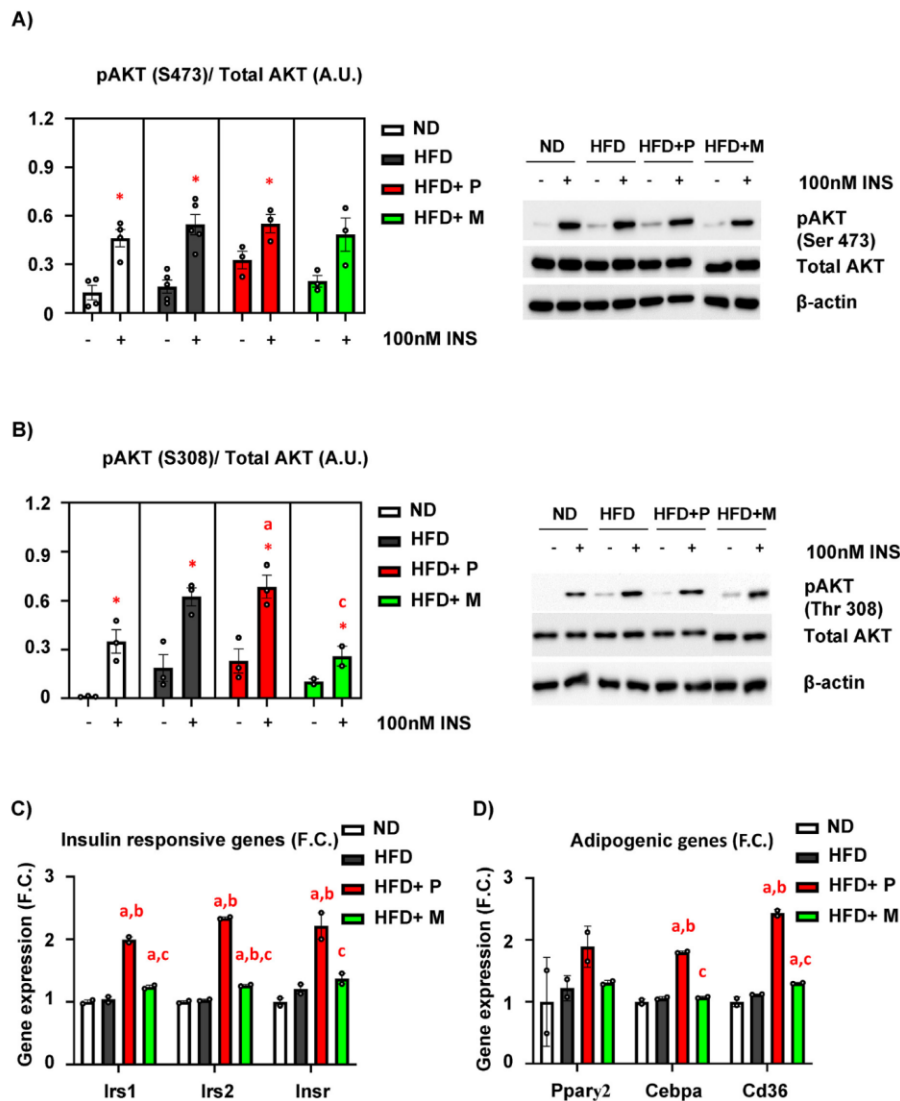 A)
pAKT (S473)/ Total AKT (A.U.)
1.2
0.9
0.6
0.3
0
* * *
- + - + - + - +
100nM INS
ND
HFD
HFD+ P
HFD+ M
ND HFD HFD+P HFD+M
- + - + - + - +
100nM INS
pAKT
(Ser 473)
Total AKT
β-actin
B)
pAKT (S308)/ Total AKT (A.U.)
1.2
0.9
0.6
0.3
0
* *
a
*
c
*
- + - + - + - +
100nM INS
ND
HFD
HFD+ P
HFD+ M
ND HFD HFD+P HFD+M
- + - + - + - +
100nM INS
pAKT
(Thr 308)
Total AKT
β-actin
C)
Insulin responsive genes (F.C.)
Gene expression (F.C.)
3
2
1
0
a,b a,c a,b a,b,c a,b c
Irs1 Irs2 Insr
ND
HFD
HFD+ P
HFD+ M
D)
Adipogenic genes (F.C.)
Gene expression (F.C.)
3
2
1
0
a,b c a,b a,c
Pparγ2 Cebpa Cd36
ND
HFD
HFD+ P
HFD+ M